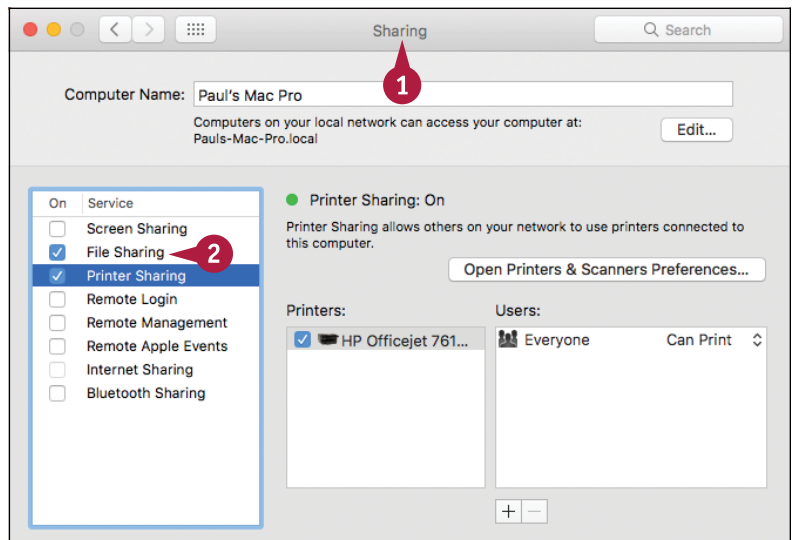 Sharing
Search
1
Computer Name: Paul's Mac Pro
Computers on your local network can access your computer at:
Pauls-Mac-Pro.local
Edit...
On Service
Screen Sharing
File Sharing
2
Printer Sharing
Remote Login
Remote Management
Remote Apple Events
Internet Sharing
Bluetooth Sharing
Printer Sharing: On
Printer Sharing allows others on your network to use printers connected to
this computer.
Open Printers & Scanners Preferences...
Printers:
HP Officejet 761...
Users:
Everyone Can Print